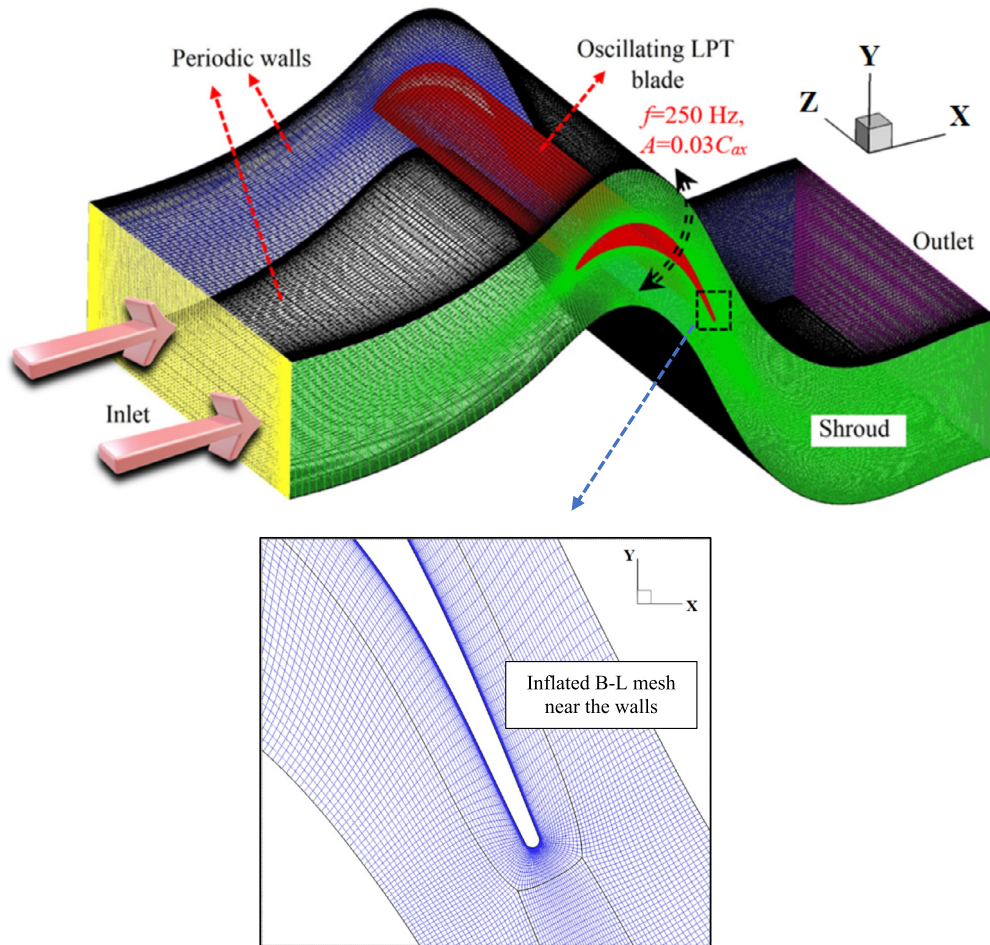 Periodic walls
Oscillating LPT
blade
f=250 Hz,
A=0.03Cax
Y
Z
X
Outlet
Inlet
Shroud
Y
X
Inflated B-L mesh
near the walls